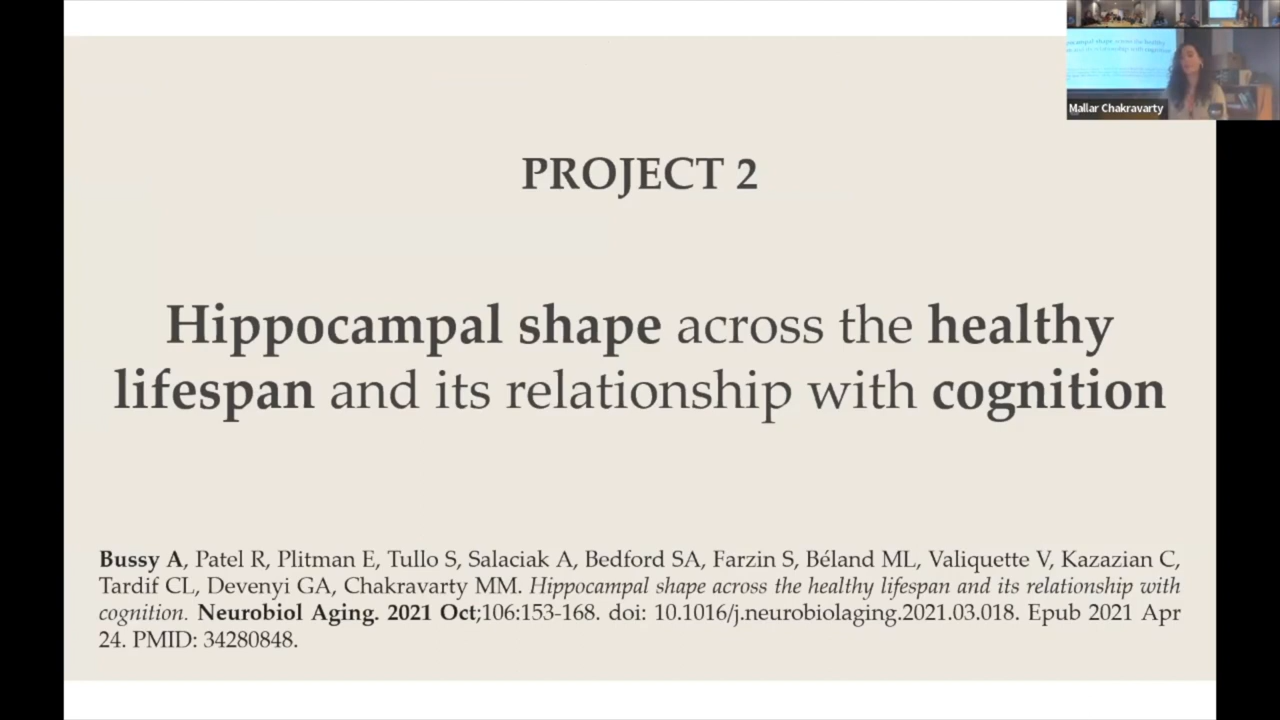 Mallar Chakravarty
PROJECT 2
Hippocampal shape across the healthy
lifespan and its relationship with cognition
Bussy A, Patel R, Plitman E, Tullo S, Salaciak A, Bedford SA, Farzin S, Béland ML, Valiquette V, Kazazian C,
Tardif CL, Devenyi GA, Chakravarty MM. Hippocampal shape across the healthy lifespan and its relationship with
cognition. Neurobiol Aging. 2021 Oct;106:153-168. doi: 10.1016/j.neurobiolaging.2021.03.018. Epub 2021 Apr
24. PMID: 34280848.